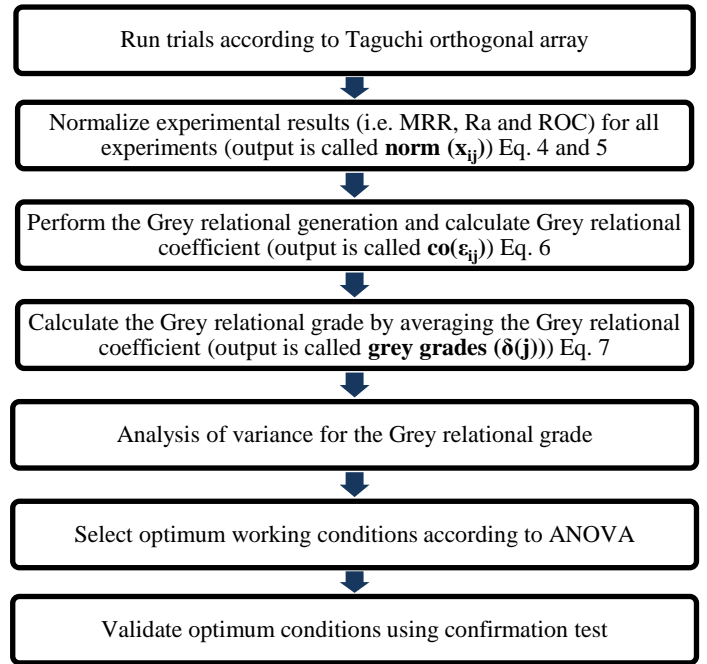 Run trials according to Taguchi orthogonal array
Normalize experimental results (i.e. MRR, Ra and ROC) for all
experiments (output is called norm (xij)) Eq. 4 and 5
Perform the Grey relational generation and calculate Grey relational
coefficient (output is called co(εij)) Eq. 6
Calculate the Grey relational grade by averaging the Grey relational
coefficient (output is called grey grades (δ(j))) Eq. 7
Analysis of variance for the Grey relational grade
Select optimum working conditions according to ANOVA
Validate optimum conditions using confirmation test